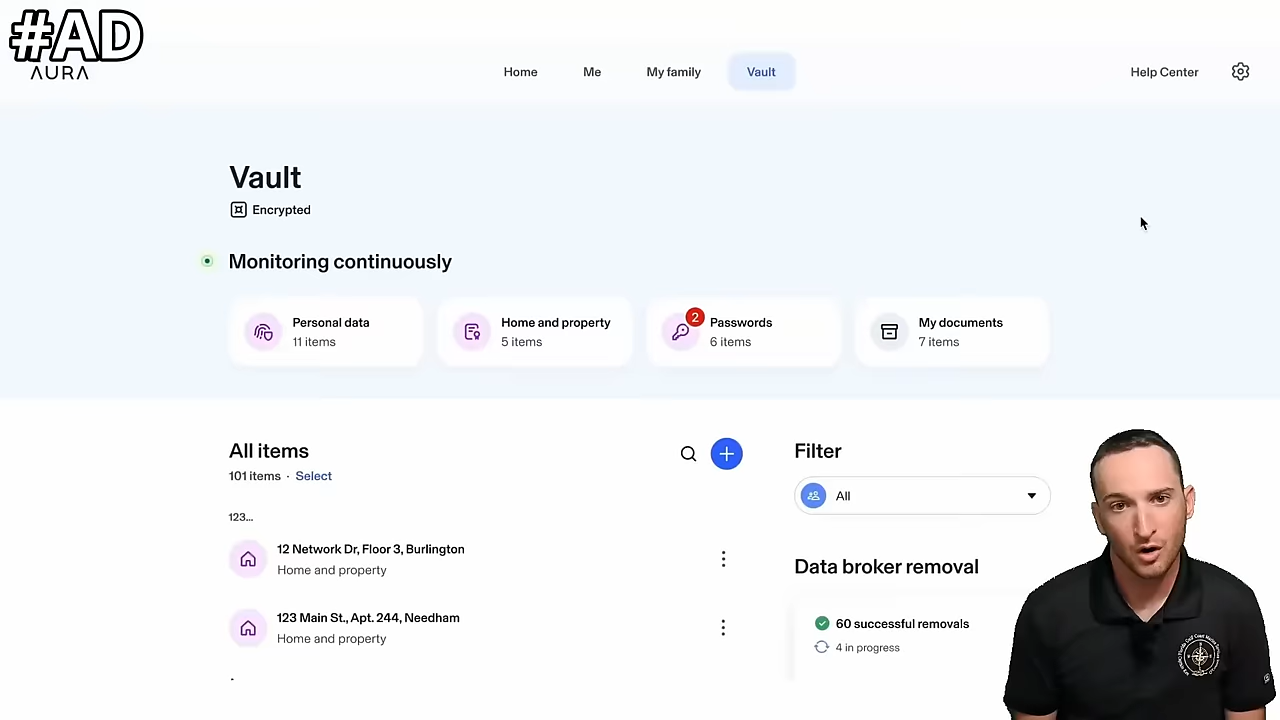 #AD
AURA
Home
Me
My family
Vault
Help Center
Vault
Encrypted
Monitoring continuously
Personal data
11 items
Home and property
5 items
2
Passwords
6 items
My documents
7 items
All items
101 items · Select
123...
12 Network Dr, Floor 3, Burlington
Home and property
123 Main St., Apt. 244, Needham
Home and property
Filter
All
Data broker removal
60 successful removals
4 in progress